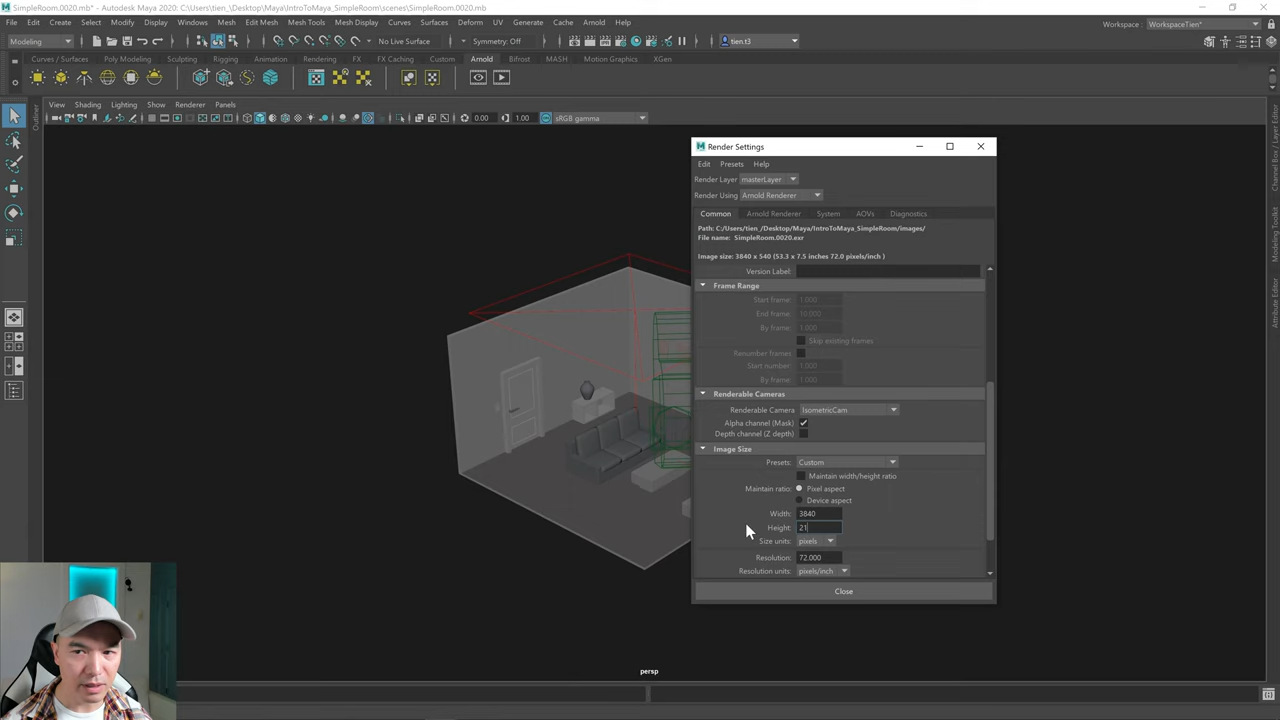 SimpleRoom.0020.mb* - Autodesk Maya 2020: C:\Users\tien_\Desktop\Maya\IntroToMaya_SimpleRoom\scenes\SimpleRoom.0020.mb
File Edit Create Select Modify Display Windows Mesh Edit Mesh Mesh Tools Mesh Display Curves Surfaces Deform UV Generate Cache Arnold Help
Workspace : WorkspaceTien*
Modeling No Live Surface Symmetry: Off tien.t3
Curves / Surfaces Poly Modeling Sculpting Rigging Animation Rendering FX FX Caching Custom Arnold Bifrost MASH Motion Graphics XGen
View Shading Lighting Show Renderer Panels
0.00 1.00 sRGB gamma
Outliner
Channel Box / Layer Editor
Modeling Toolkit
Attribute Editor
Render Settings
Edit Presets Help
Render Layer masterLayer
Render Using Arnold Renderer
Common Arnold Renderer System AOVs Diagnostics
Path: C:/Users/tien_/Desktop/Maya/IntroToMaya_SimpleRoom/images/
File name: SimpleRoom.0020.exr
Image size: 3840 x 540 (53.3 x 7.5 inches 72.0 pixels/inch )
Version Label:
Frame Range
Start frame: 1.000
End frame: 10.000
By frame: 1.000
Skip existing frames
Renumber frames
Start number: 1.000
By frame: 1.000
Renderable Cameras
Renderable Camera IsometricCam
Alpha channel (Mask)
Depth channel (Z depth)
Image Size
Presets: Custom
Maintain width/height ratio
Maintain ratio: Pixel aspect
Device aspect
Width: 3840
Height: 21
Size units: pixels
Resolution: 72.000
Resolution units: pixels/inch
Close
persp